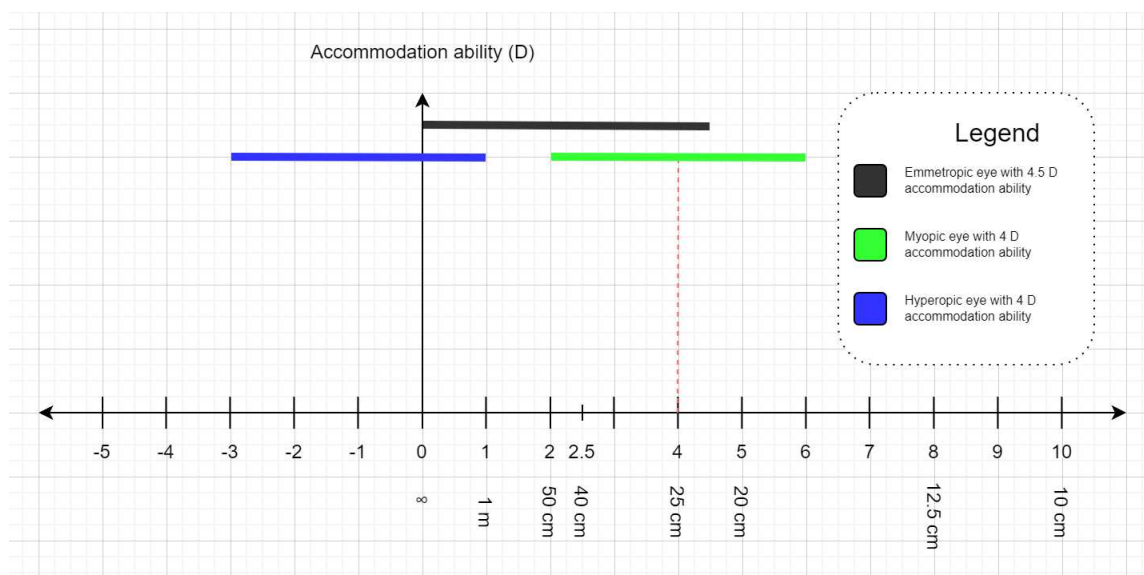 Accommodation ability (D)
Legend
Emmetropic eye with 4.5 D
accommodation ability
Myopic eye with 4 D
accommodation ability
Hyperopic eye with 4 D
accommodation ability
-5 -4 -3 -2 -1 0 1 2 2.5 4 5 6 7 8 9 10
∞ 1 m 50 cm 40 cm 25 cm 20 cm 12.5 cm 10 cm